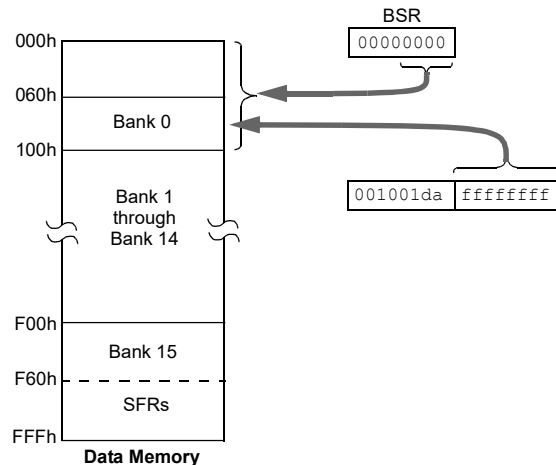 BSR
00000000
000h
060h
Bank 0
100h
001001da ffffffff
Bank 1
through
Bank 14
F00h
Bank 15
F60h
SFRs
FFFh
Data Memory